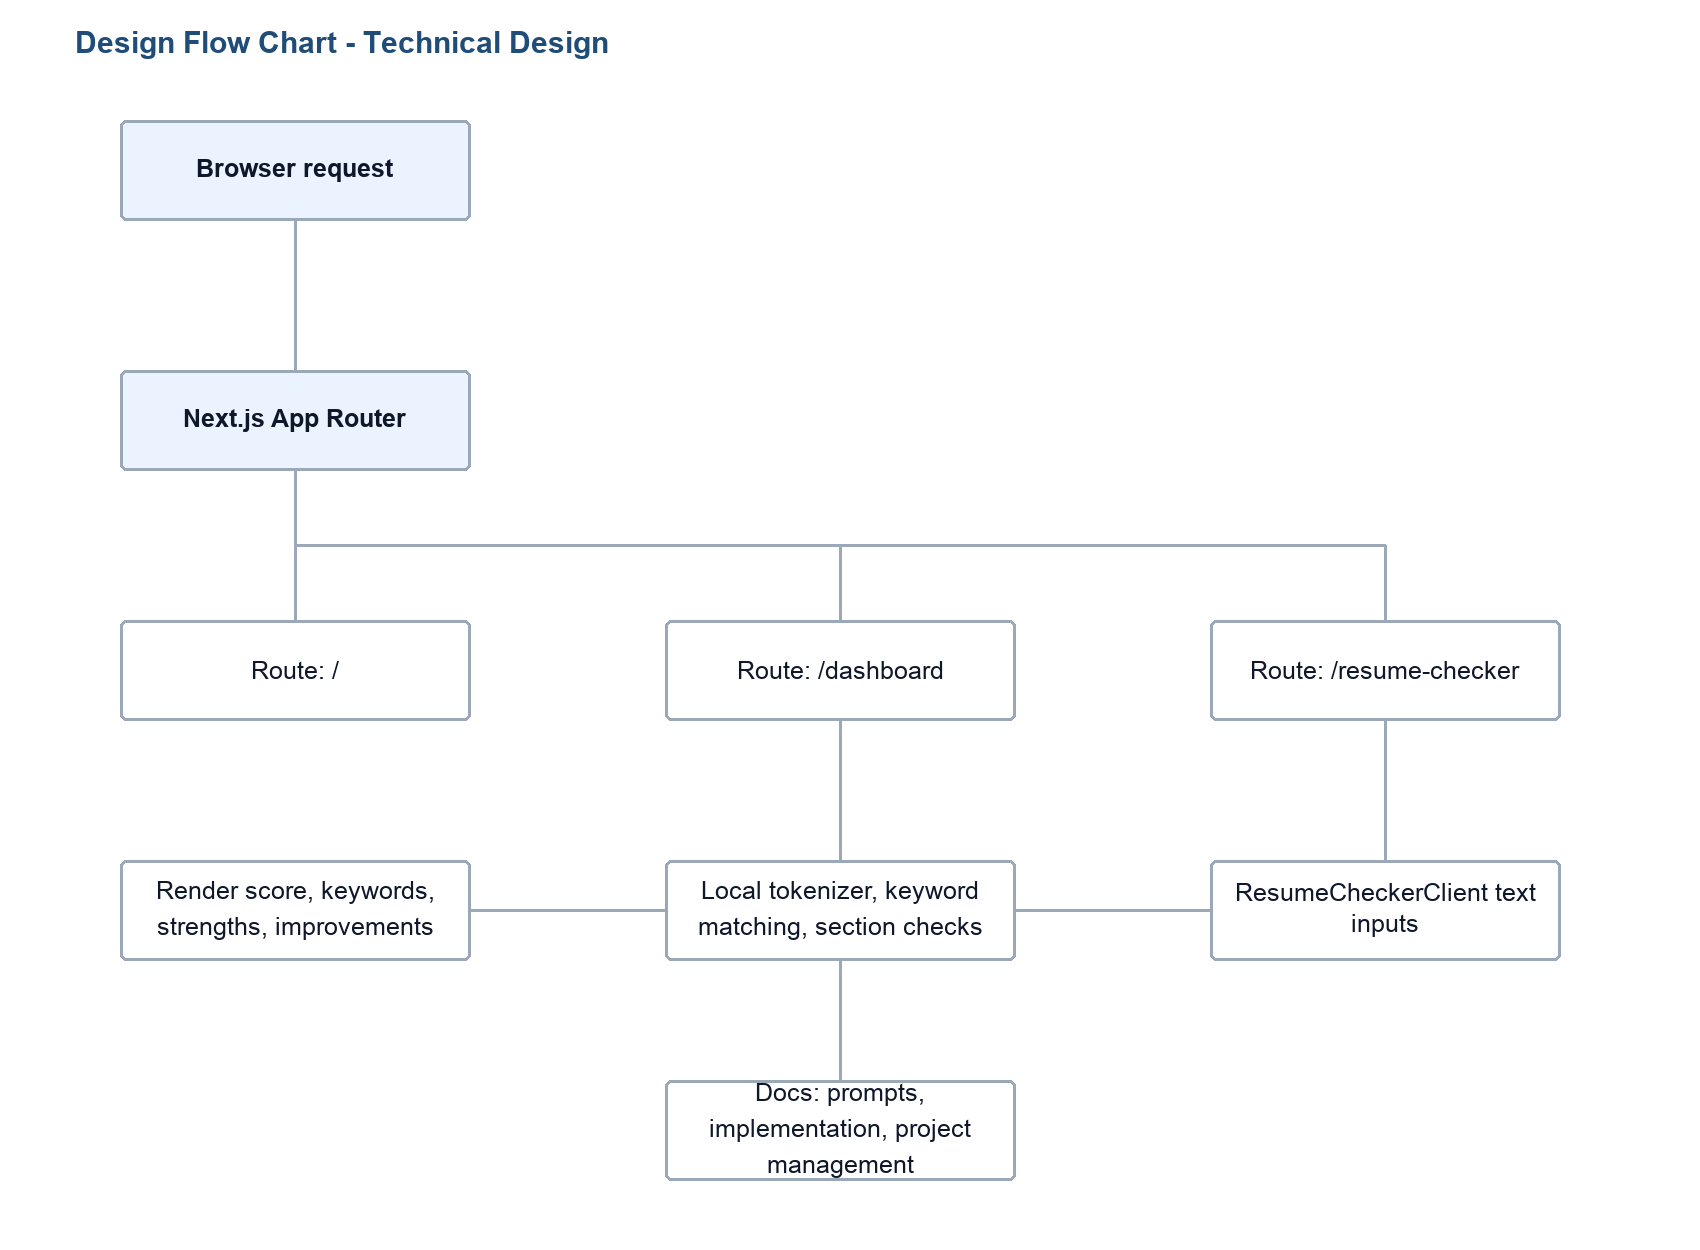 Design Flow Chart - Technical Design
Browser request
Next.js App Router
Route: /
Route: /dashboard
Route: /resume-checker
Render score, keywords,
strengths, improvements
Local tokenizer, keyword
matching, section checks
ResumeCheckerClient text
inputs
Docs: prompts,
implementation, project
management